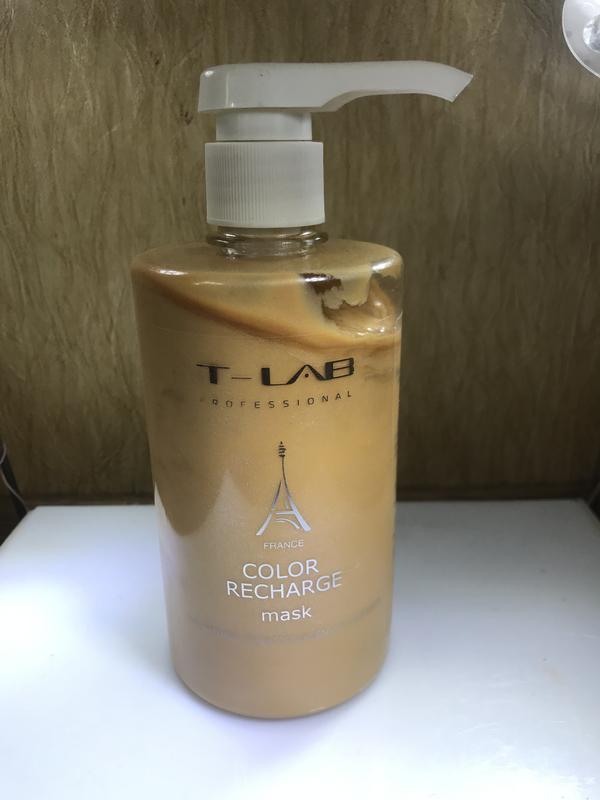 T-LAB
PROFESSIONAL
FRANCE
COLOR
RECHARGE
mask